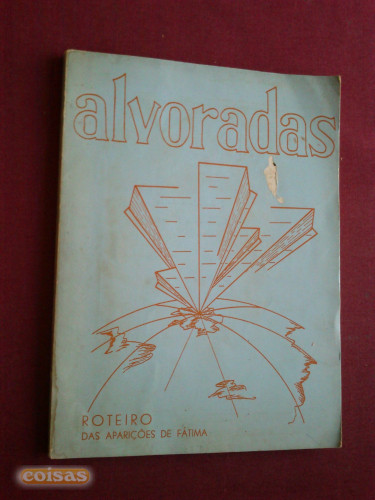 alvoradas
ROTEIRO
DAS APARIÇÕES DE FÁTIMA
coisas